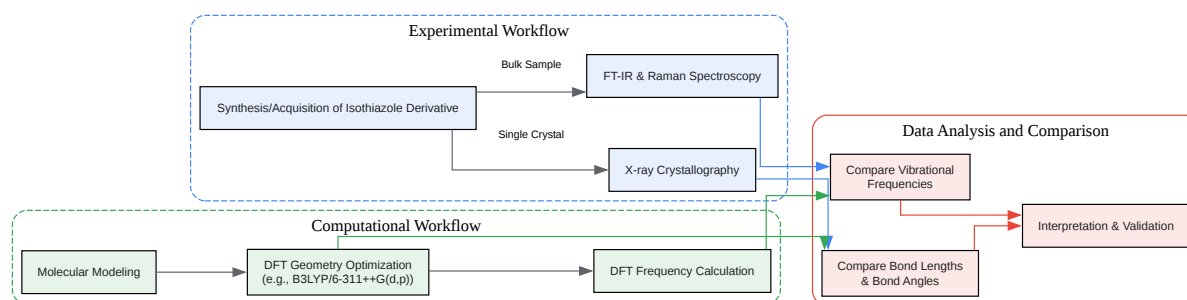 Experimental Workflow
Bulk Sample
FT-IR & Raman Spectroscopy
Synthesis/Acquisition of Isothiazole Derivative
Single Crystal
X-ray Crystallography
Data Analysis and Comparison
Compare Vibrational
Frequencies
Interpretation & Validation
Compare Bond Lengths
& Bond Angles
Computational Workflow
Molecular Modeling
DFT Geometry Optimization
(e.g., B3LYP/6-311++G(d,p))
DFT Frequency Calculation